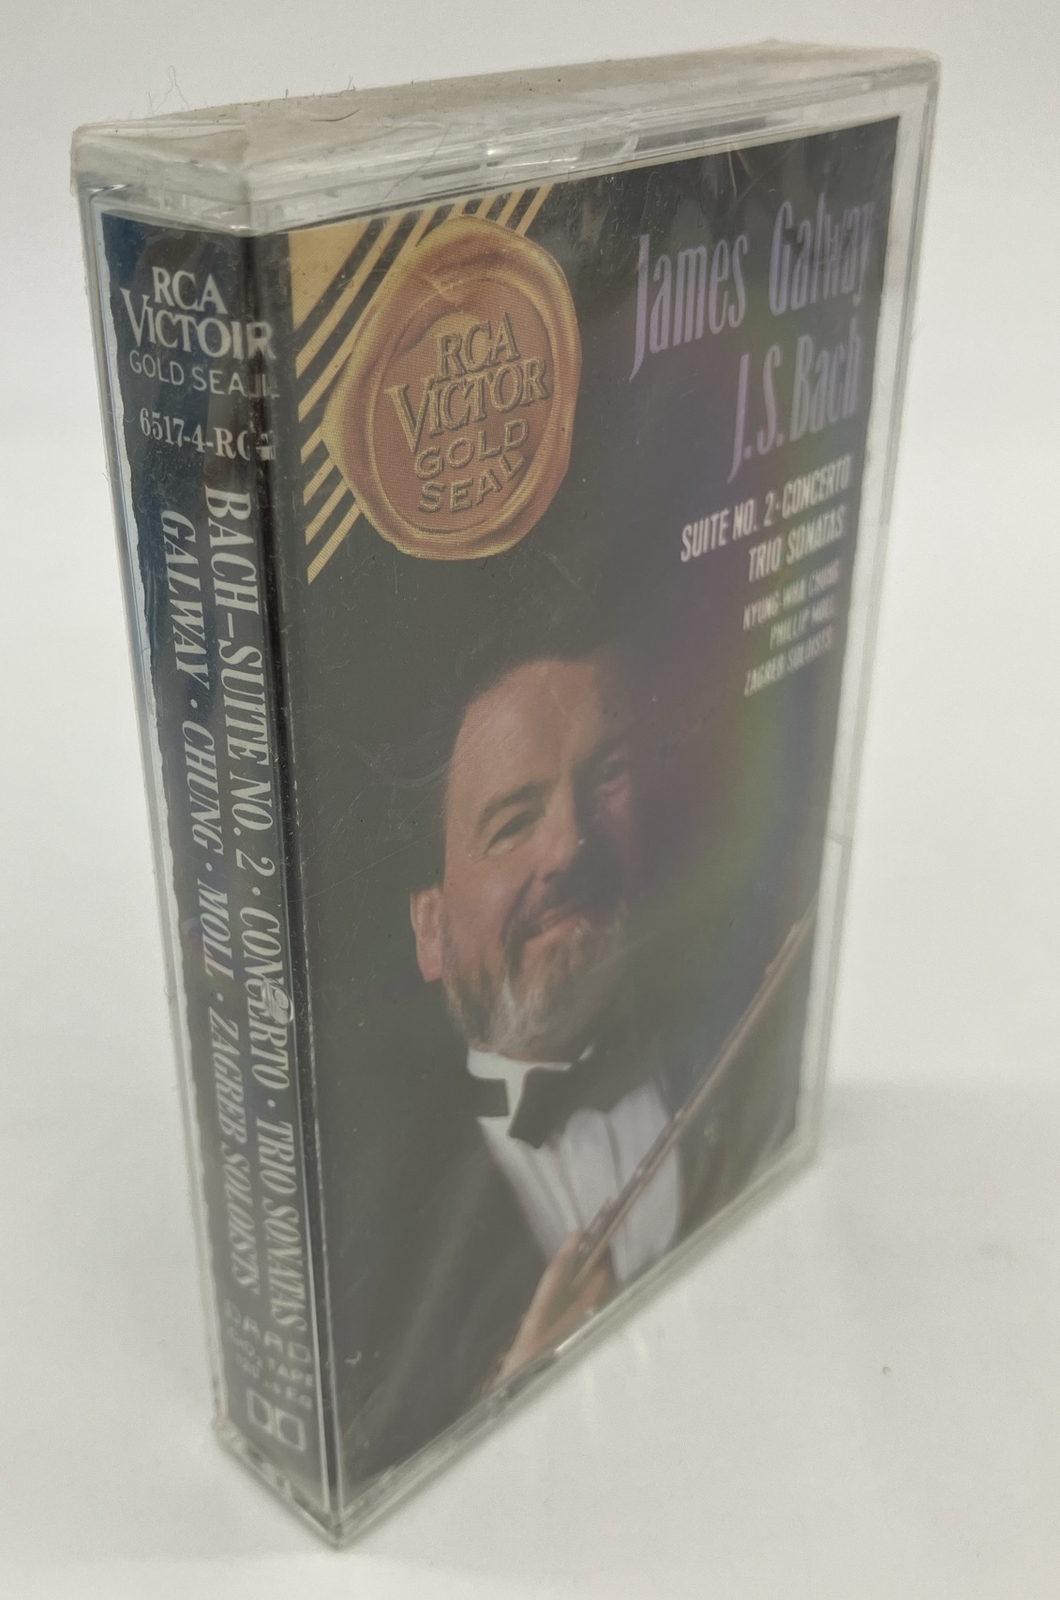 RCA
VICTOR
GOLD SEAL
6517-4-RG
BACH–SUITE NO. 2 · CONCERTO · TRIO SONATAS
GALWAY · CHUNG · MOLL · ZAGREB SOLOISTS
RCA
VICTOR
GOLD
SEAL
James Galway
J.S. Bach
SUITE NO. 2·CONCERTO
TRIO SONATAS
KYUNG-WHA CHUNG
PHILLIP MOLL
ZAGREB SOLOISTS